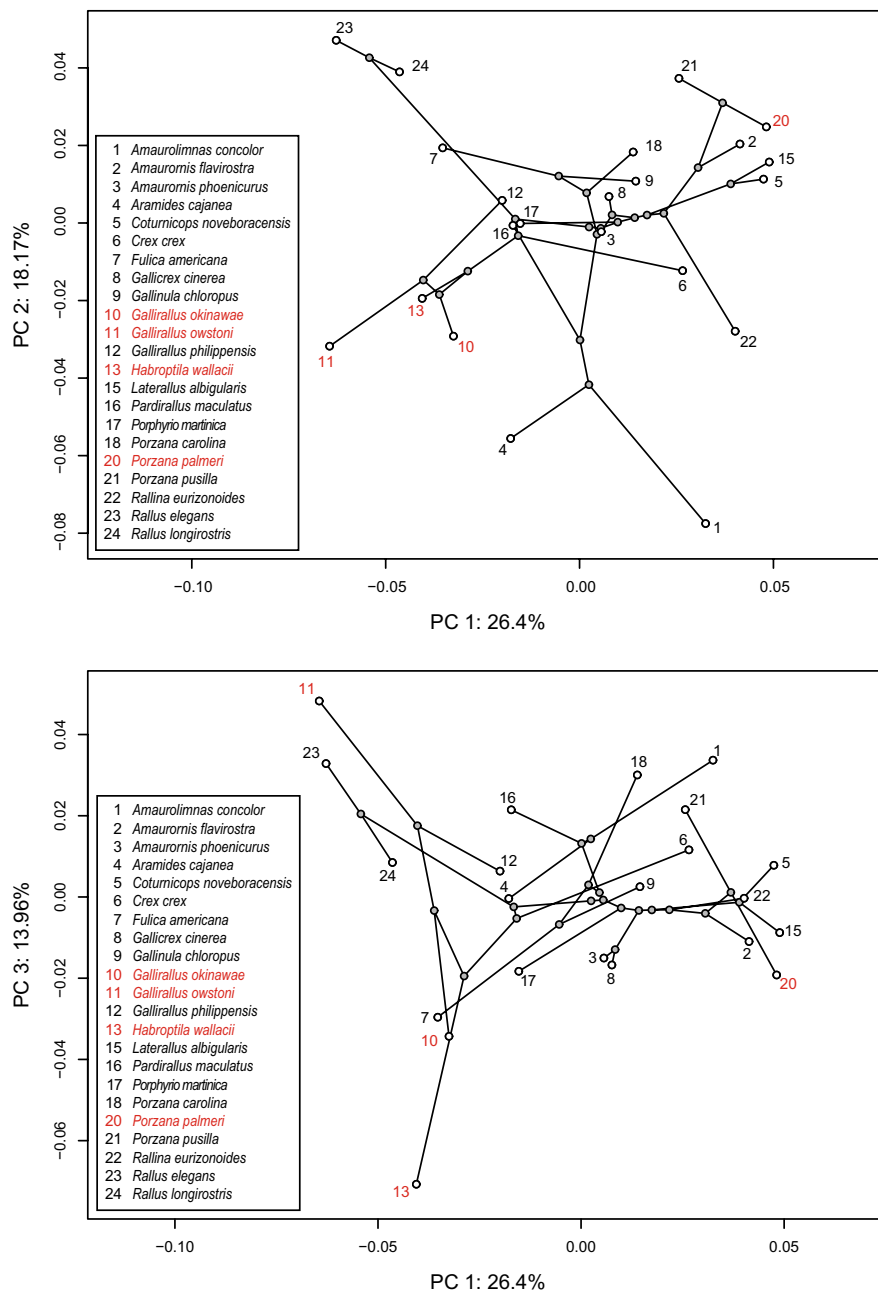 23
24
21
20
2
15
5
18
7
9
8
12
17
16
3
6
13
11
10
22
4
1
0.04
0.02
0.00
−0.02
−0.04
−0.06
−0.08
PC 2: 18.17%
1 Amaurolimnas concolor
2 Amaurornis flavirostra
3 Amaurornis phoenicurus
4 Aramides cajanea
5 Coturnicops noveboracensis
6 Crex crex
7 Fulica americana
8 Gallicrex cinerea
9 Gallinula chloropus
10 Gallirallus okinawae
11 Gallirallus owstoni
12 Gallirallus philippensis
13 Habroptila wallacii
15 Laterallus albigularis
16 Pardirallus maculatus
17 Porphyrio martinica
18 Porzana carolina
20 Porzana palmeri
21 Porzana pusilla
22 Rallina eurizonoides
23 Rallus elegans
24 Rallus longirostris
−0.10 −0.05 0.00 0.05
PC 1: 26.4%
11
23
24
16
12
4
18
1
21
6
9
5
22
15
2
20
3
8
17
7
10
13
0.04
0.02
0.00
−0.02
−0.04
−0.06
PC 3: 13.96%
1 Amaurolimnas concolor
2 Amaurornis flavirostra
3 Amaurornis phoenicurus
4 Aramides cajanea
5 Coturnicops noveboracensis
6 Crex crex
7 Fulica americana
8 Gallicrex cinerea
9 Gallinula chloropus
10 Gallirallus okinawae
11 Gallirallus owstoni
12 Gallirallus philippensis
13 Habroptila wallacii
15 Laterallus albigularis
16 Pardirallus maculatus
17 Porphyrio martinica
18 Porzana carolina
20 Porzana palmeri
21 Porzana pusilla
22 Rallina eurizonoides
23 Rallus elegans
24 Rallus longirostris
−0.10 −0.05 0.00 0.05
PC 1: 26.4%